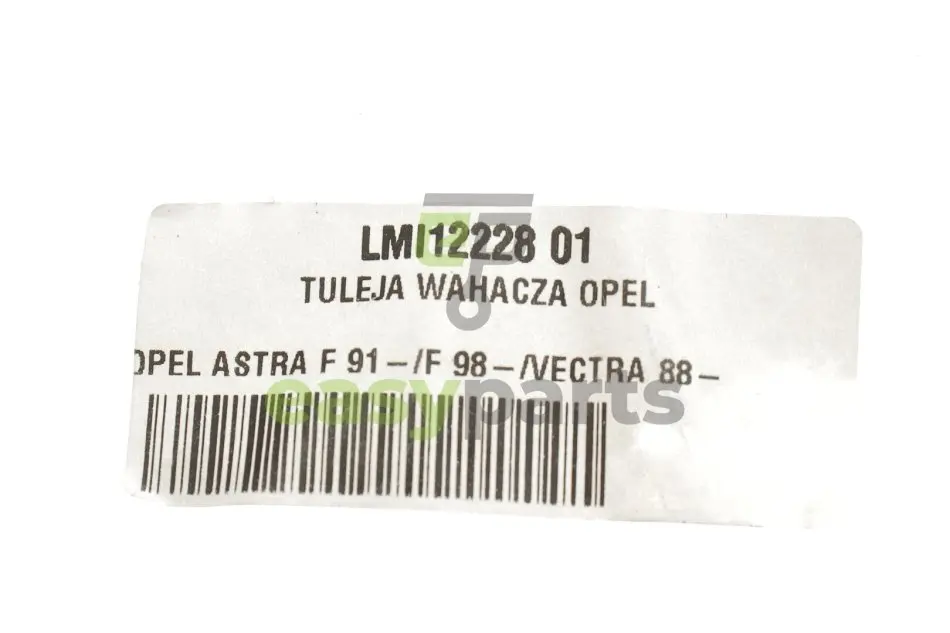 LMI12228 01
TULEJA WAHACZA OPEL
OPEL ASTRA F 91-/F 98-/VECTRA 88-
easyparts